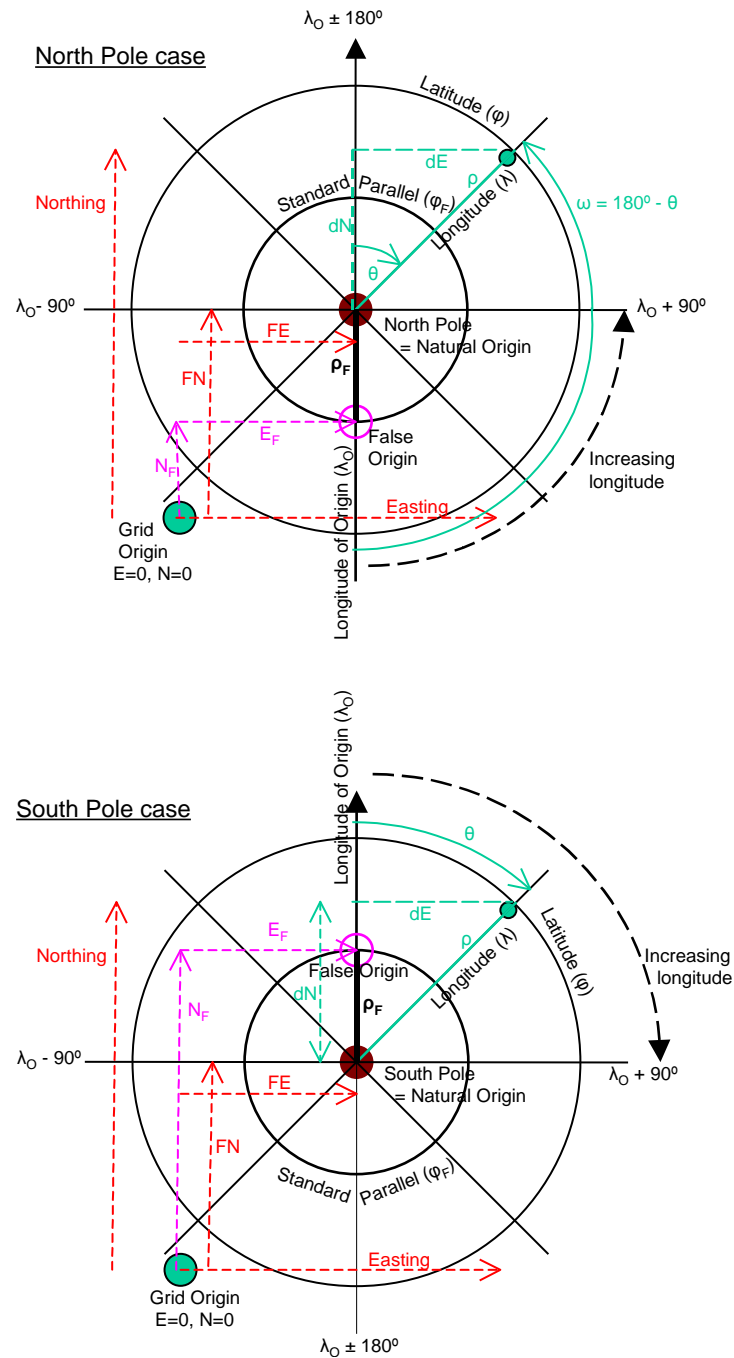 λO ± 180º
North Pole case
Latitude (φ)
dE
ρ
Standard Parallel (φF)
Longitude (λ)
Northing
dN
ω = 180º - θ
θ
λO- 90º
λO + 90º
North Pole
= Natural Origin
FE
ρF
FN
EF
False
Origin
NF
Longitude of Origin (λO)
Increasing
longitude
Easting
Grid
Origin
E=0, N=0
Longitude of Origin (λO)
South Pole case
θ
dE
Latitude (φ)
EF
ρ
Northing
False Origin
Longitude (λ)
Increasing
longitude
dN
NF
ρF
λO - 90º
λO + 90º
South Pole
= Natural Origin
FE
FN
Standard Parallel (φF)
Easting
Grid Origin
E=0, N=0
λO ± 180º